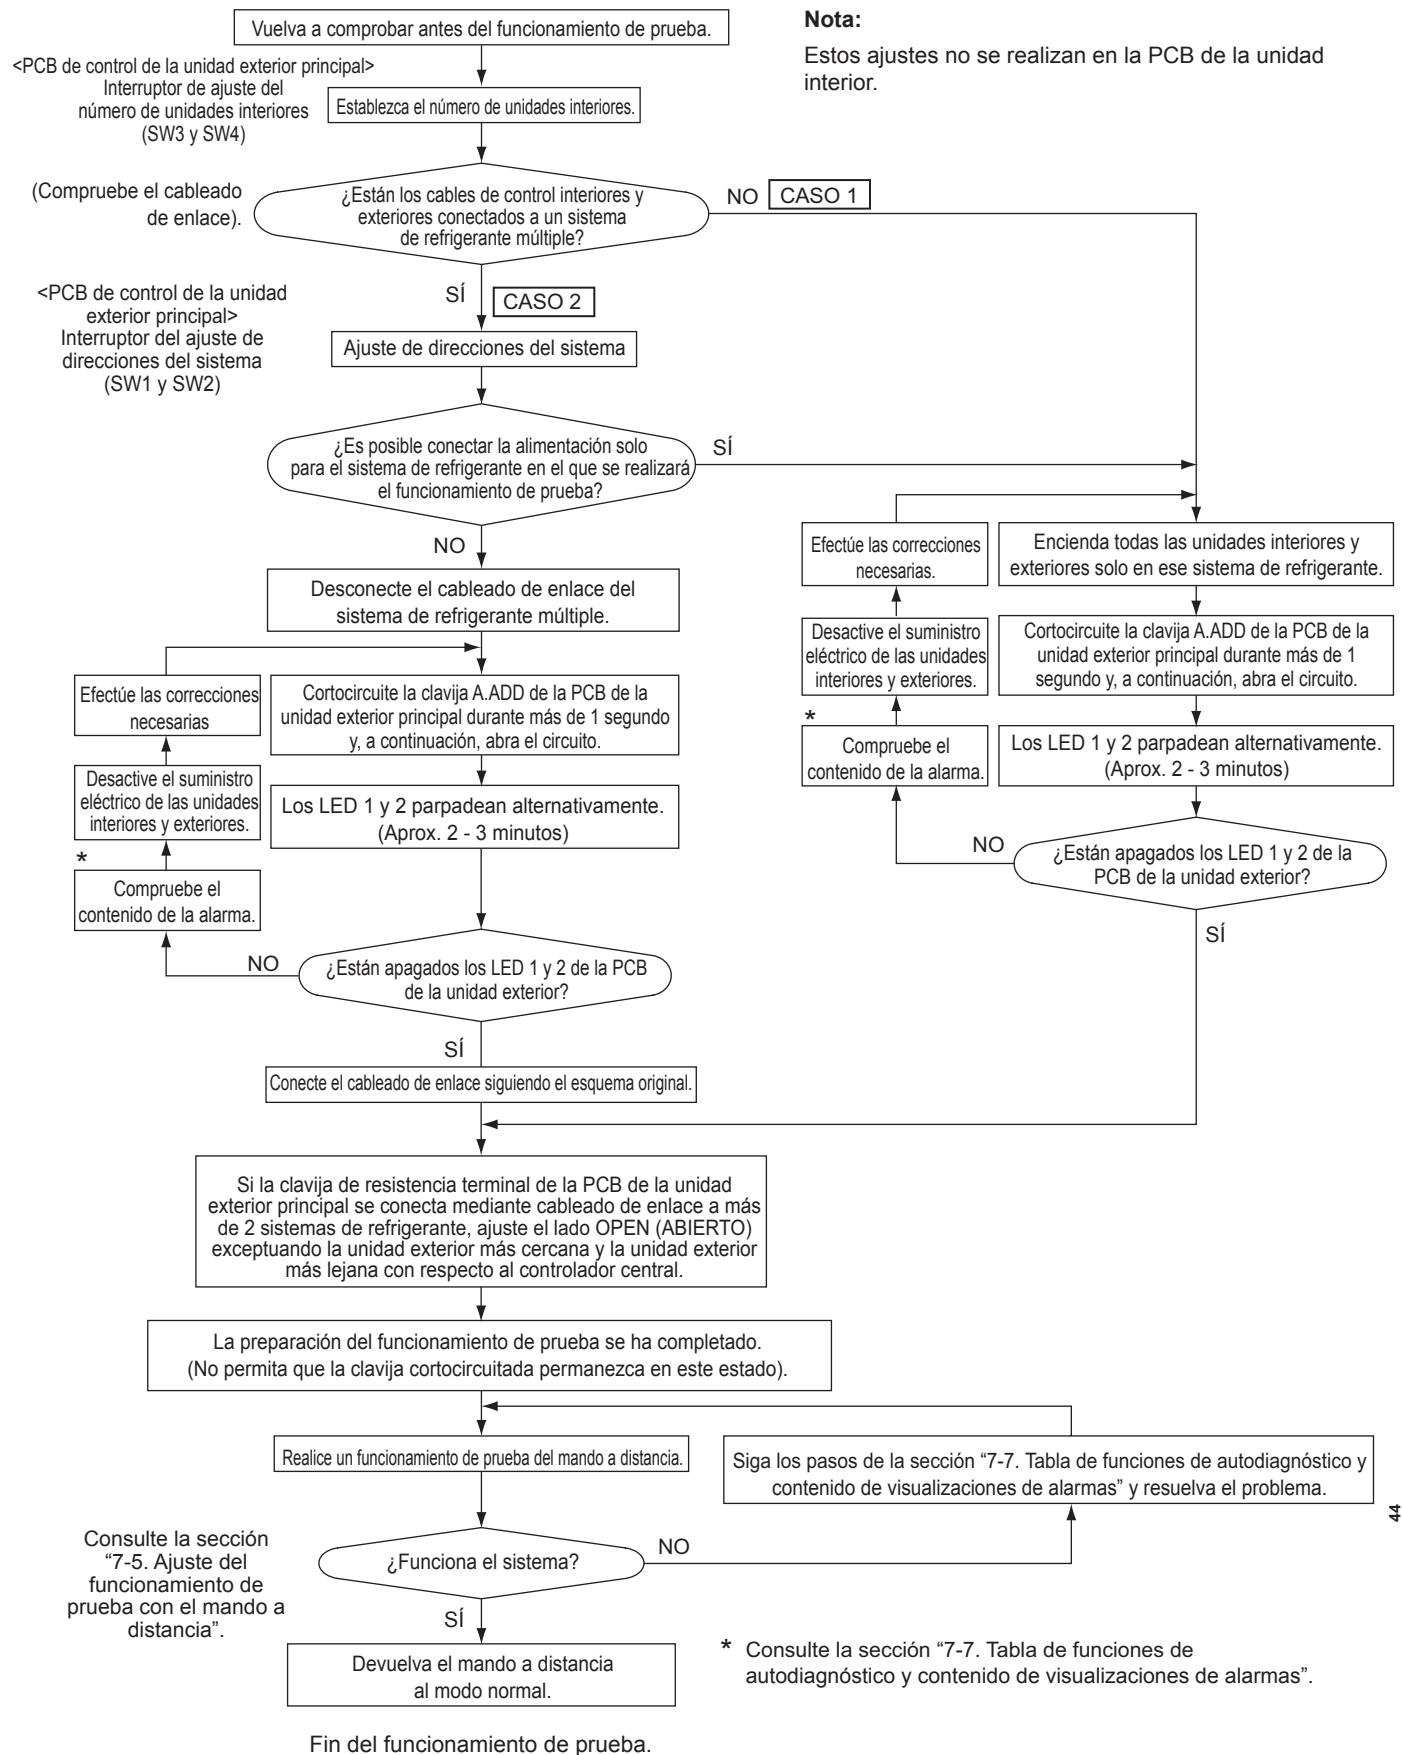 Vuelva a comprobar antes del funcionamiento de prueba.
Nota:
Estos ajustes no se realizan en la PCB de la unidad
interior.
<PCB de control de la unidad exterior principal>
Interruptor de ajuste del
número de unidades interiores
(SW3 y SW4)
Establezca el número de unidades interiores.
(Compruebe el cableado
de enlace).
¿Están los cables de control interiores y
exteriores conectados a un sistema
de refrigerante múltiple?
NO
CASO 1
SÍ
CASO 2
<PCB de control de la unidad
exterior principal>
Interruptor del ajuste de
direcciones del sistema
(SW1 y SW2)
Ajuste de direcciones del sistema
¿Es posible conectar la alimentación solo
para el sistema de refrigerante en el que se realizará
el funcionamiento de prueba?
SÍ
NO
Desconecte el cableado de enlace del
sistema de refrigerante múltiple.
Efectúe las correcciones
necesarias
Cortocircuite la clavija A.ADD de la PCB de la
unidad exterior principal durante más de 1 segundo
y, a continuación, abra el circuito.
Desactive el suministro
eléctrico de las unidades
interiores y exteriores.
Los LED 1 y 2 parpadean alternativamente.
(Aprox. 2 - 3 minutos)
*
Compruebe el
contenido de la alarma.
NO
¿Están apagados los LED 1 y 2 de la PCB
de la unidad exterior?
SÍ
Conecte el cableado de enlace siguiendo el esquema original.
Efectúe las correcciones
necesarias.
Encienda todas las unidades interiores y
exteriores solo en ese sistema de refrigerante.
Desactive el suministro
eléctrico de las unidades
interiores y exteriores.
Cortocircuite la clavija A.ADD de la PCB de la
unidad exterior principal durante más de 1
segundo y, a continuación, abra el circuito.
*
Compruebe el
contenido de la alarma.
Los LED 1 y 2 parpadean alternativamente.
(Aprox. 2 - 3 minutos)
NO
¿Están apagados los LED 1 y 2 de la
PCB de la unidad exterior?
SÍ
Si la clavija de resistencia terminal de la PCB de la unidad
exterior principal se conecta mediante cableado de enlace a más
de 2 sistemas de refrigerante, ajuste el lado OPEN (ABIERTO)
exceptuando la unidad exterior más cercana y la unidad exterior
más lejana con respecto al controlador central.
La preparación del funcionamiento de prueba se ha completado.
(No permita que la clavija cortocircuitada permanezca en este estado).
Realice un funcionamiento de prueba del mando a distancia.
Siga los pasos de la sección “7-7. Tabla de funciones de autodiagnóstico y
contenido de visualizaciones de alarmas” y resuelva el problema.
44
Consulte la sección
“7-5. Ajuste del
funcionamiento de
prueba con el mando a
distancia”.
¿Funciona el sistema?
NO
SÍ
Devuelva el mando a distancia
al modo normal.
* Consulte la sección “7-7. Tabla de funciones de
autodiagnóstico y contenido de visualizaciones de alarmas”.
Fin del funcionamiento de prueba.